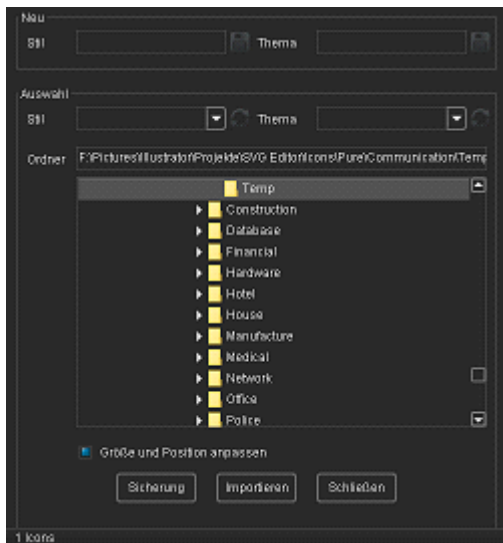 Neu
Stil Thema
Auswahl
Stil Thema
Ordner F:\Pictures\Illustrator\Projekte\SVG Editor\Icons\Pure\Communication\Temp
Temp
Construction
Database
Financial
Hardware
Hotel
House
Manufacture
Medical
Network
Office
Police
Größe und Position anpassen
Sicherung Importieren Schließen
1 Icons